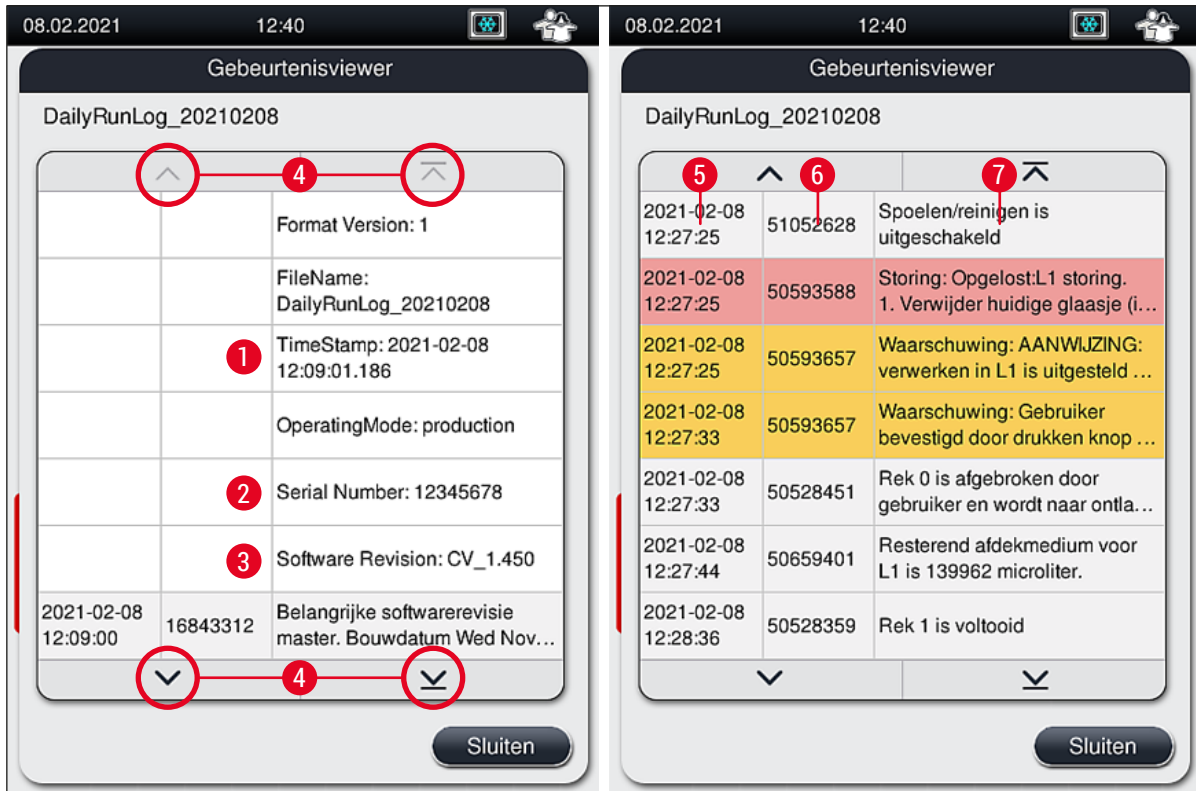 08.02.2021 12:40
Gebeurtenisviewer
DailyRunLog_20210208
4
Format Version: 1
FileName:
DailyRunLog_20210208
1
TimeStamp: 2021-02-08
12:09:01.186
OperatingMode: production
2
Serial Number: 12345678
3
Software Revision: CV_1.450
2021-02-08
12:09:00
16843312
Belangrijke softwarerevisie
master. Bouwdatum Wed Nov...
4
Sluiten
08.02.2021 12:40
Gebeurtenisviewer
DailyRunLog_20210208
5 6 7
2021-02-08
12:27:25
51052628
Spoelen/reinigen is
uitgeschakeld
2021-02-08
12:27:25
50593588
Storing: Opgelost:L1 storing.
1. Verwijder huidige glaasje (i...
2021-02-08
12:27:25
50593657
Waarschuwing: AANWIJZING:
verwerken in L1 is uitgesteld ...
2021-02-08
12:27:33
50593657
Waarschuwing: Gebruiker
bevestigd door drukken knop ...
2021-02-08
12:27:33
50528451
Rek 0 is afgebroken door
gebruiker en wordt naar ontla...
2021-02-08
12:27:44
50659401
Resterend afdekmedium voor
L1 is 139962 microliter.
2021-02-08
12:28:36
50528359
Rek 1 is voltooid
Sluiten